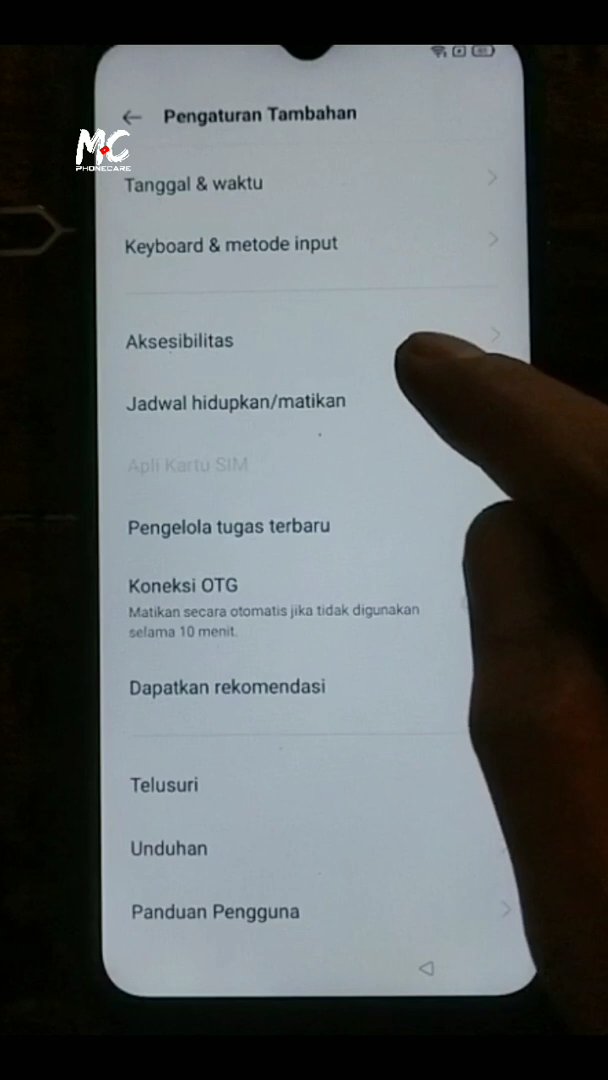 Pengaturan Tambahan
MC
PHONECARE
Tanggal & waktu
Keyboard & metode input
Aksesibilitas
Jadwal hidupkan/matikan
Apli Kartu SIM
Pengelola tugas terbaru
Koneksi OTG
Matikan secara otomatis jika tidak digunakan
selama 10 menit.
Dapatkan rekomendasi
Telusuri
Unduhan
Panduan Pengguna